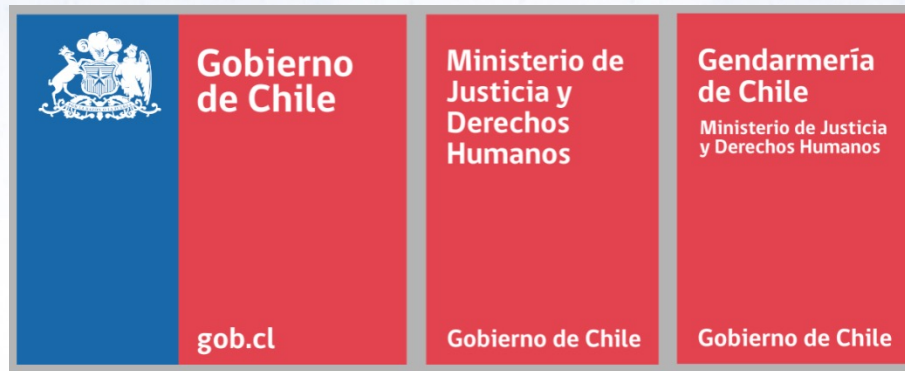 Gobierno
de Chile
gob.cl
Ministerio de
Justicia y
Derechos
Humanos
Gobierno de Chile
Gendarmería
de Chile
Ministerio de Justicia
y Derechos Humanos
Gobierno de Chile